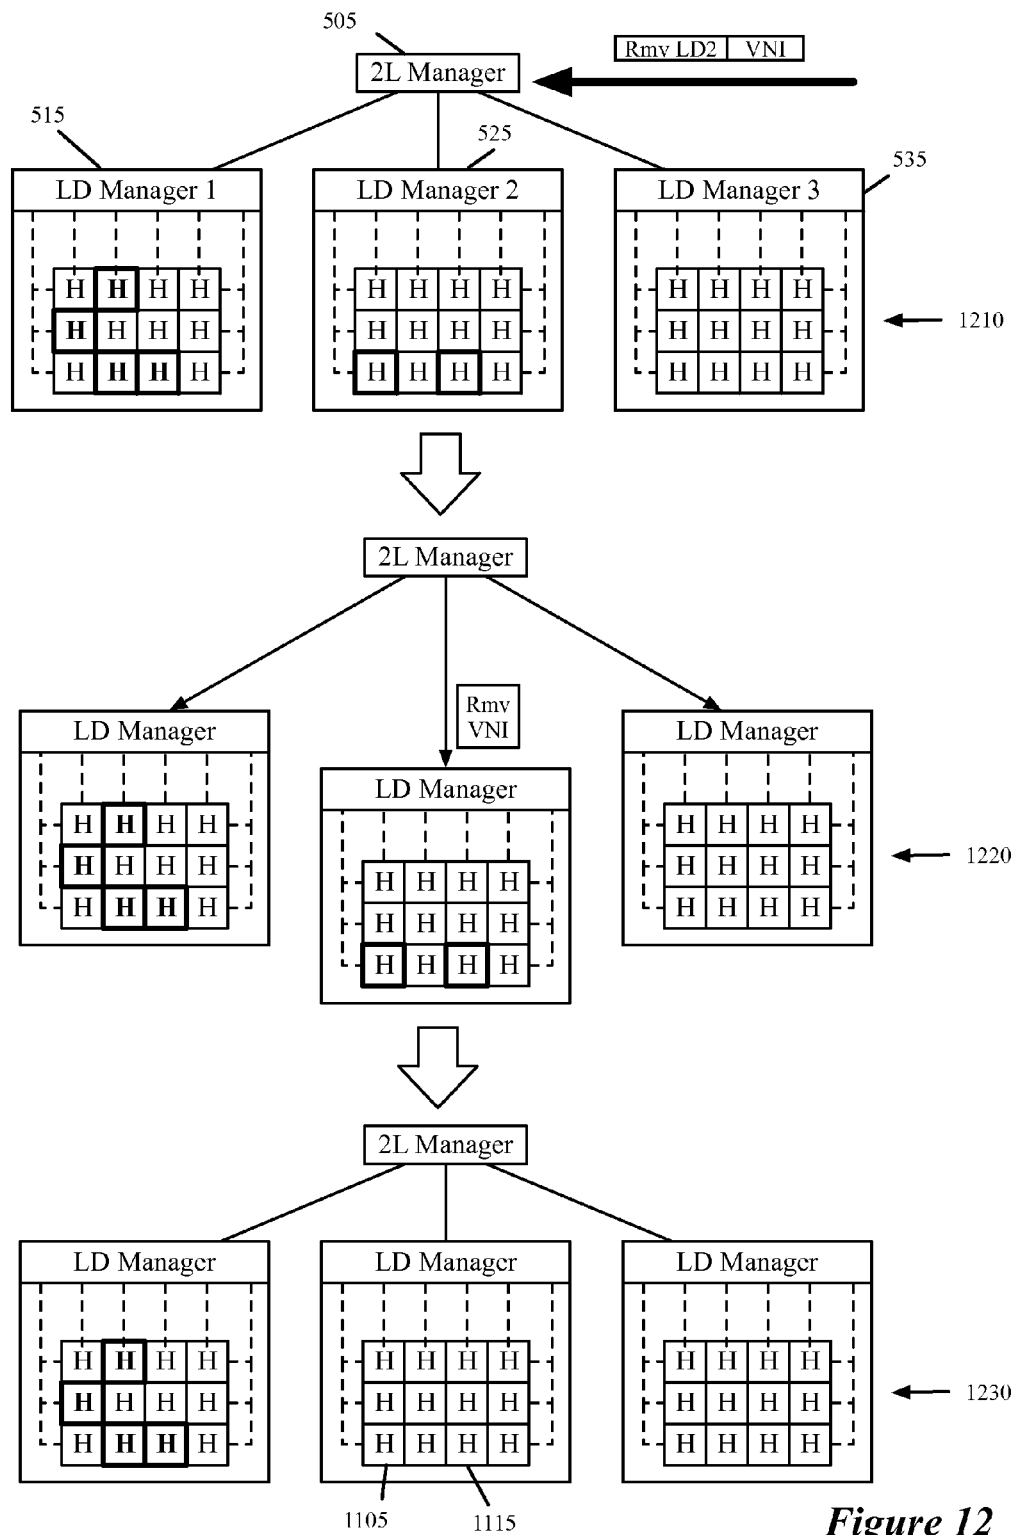 505
Rmv LD2 VNI
2L Manager
515
525
535
LD Manager 1 LD Manager 2 LD Manager 3
H H H H H H H H H H H H
H H H H H H H H H H H H
1210
H H H H H H H H H H H H
2L Manager
Rmv
VNI
LD Manager LD Manager
LD Manager
H H H H H H H H
H H H H H H H H
1220
H H H H H H H H
H H H H
H H H H
H H H H
2L Manager
LD Manager LD Manager LD Manager
H H H H H H H H H H H H
H H H H H H H H H H H H
1230
H H H H H H H H H H H H
1105 1115
Figure 12